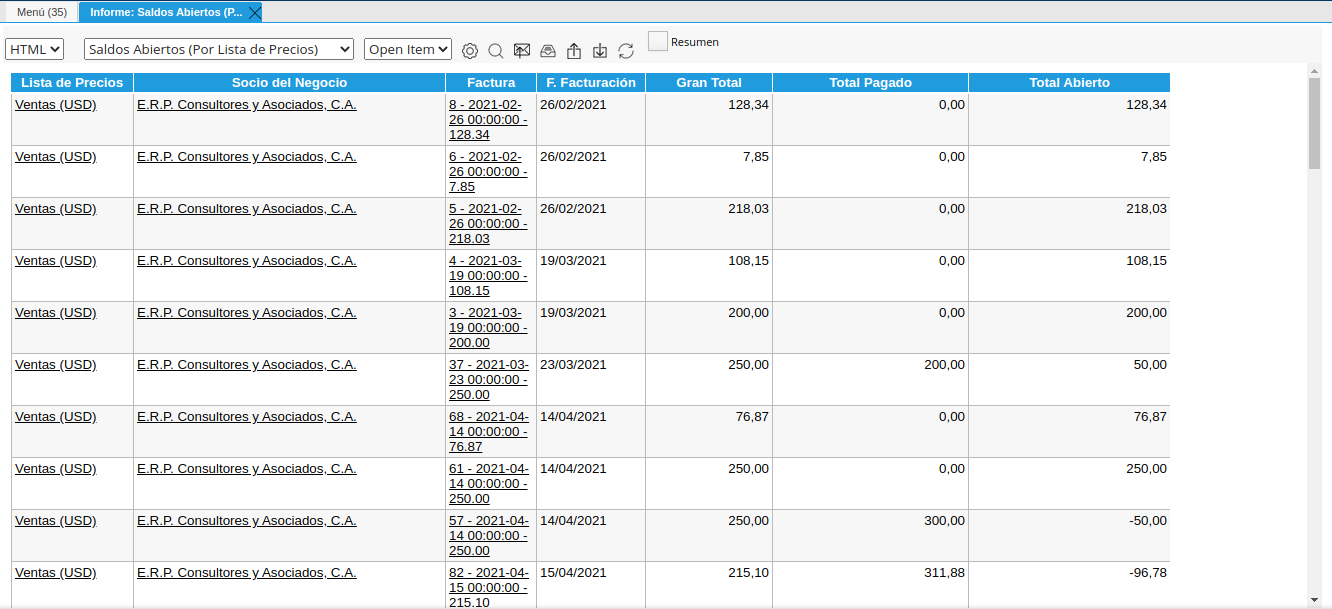 Menú (35)
Informe: Saldos Abiertos (P...
HTML
Saldos Abiertos (Por Lista de Precios)
Open Item
Resumen
Lista de Precios Socio del Negocio Factura F. Facturación Gran Total Total Pagado Total Abierto
Ventas (USD) E.R.P. Consultores y Asociados, C.A. 8 - 2021-02- 26/02/2021 128,34 0,00 128,34
26 00:00:00 -
128.34
Ventas (USD) E.R.P. Consultores y Asociados, C.A. 6 - 2021-02- 26/02/2021 7,85 0,00 7,85
26 00:00:00 -
7.85
Ventas (USD) E.R.P. Consultores y Asociados, C.A. 5 - 2021-02- 26/02/2021 218,03 0,00 218,03
26 00:00:00 -
218.03
Ventas (USD) E.R.P. Consultores y Asociados, C.A. 4 - 2021-03- 19/03/2021 108,15 0,00 108,15
19 00:00:00 -
108.15
Ventas (USD) E.R.P. Consultores y Asociados, C.A. 3 - 2021-03- 19/03/2021 200,00 0,00 200,00
19 00:00:00 -
200.00
Ventas (USD) E.R.P. Consultores y Asociados, C.A. 37 - 2021-03- 23/03/2021 250,00 200,00 50,00
23 00:00:00 -
250.00
Ventas (USD) E.R.P. Consultores y Asociados, C.A. 68 - 2021-04- 14/04/2021 76,87 0,00 76,87
14 00:00:00 -
76.87
Ventas (USD) E.R.P. Consultores y Asociados, C.A. 61 - 2021-04- 14/04/2021 250,00 0,00 250,00
14 00:00:00 -
250.00
Ventas (USD) E.R.P. Consultores y Asociados, C.A. 57 - 2021-04- 14/04/2021 250,00 300,00 -50,00
14 00:00:00 -
250.00
Ventas (USD) E.R.P. Consultores y Asociados, C.A. 82 - 2021-04- 15/04/2021 215,10 311,88 -96,78
15 00:00:00 -
215.10